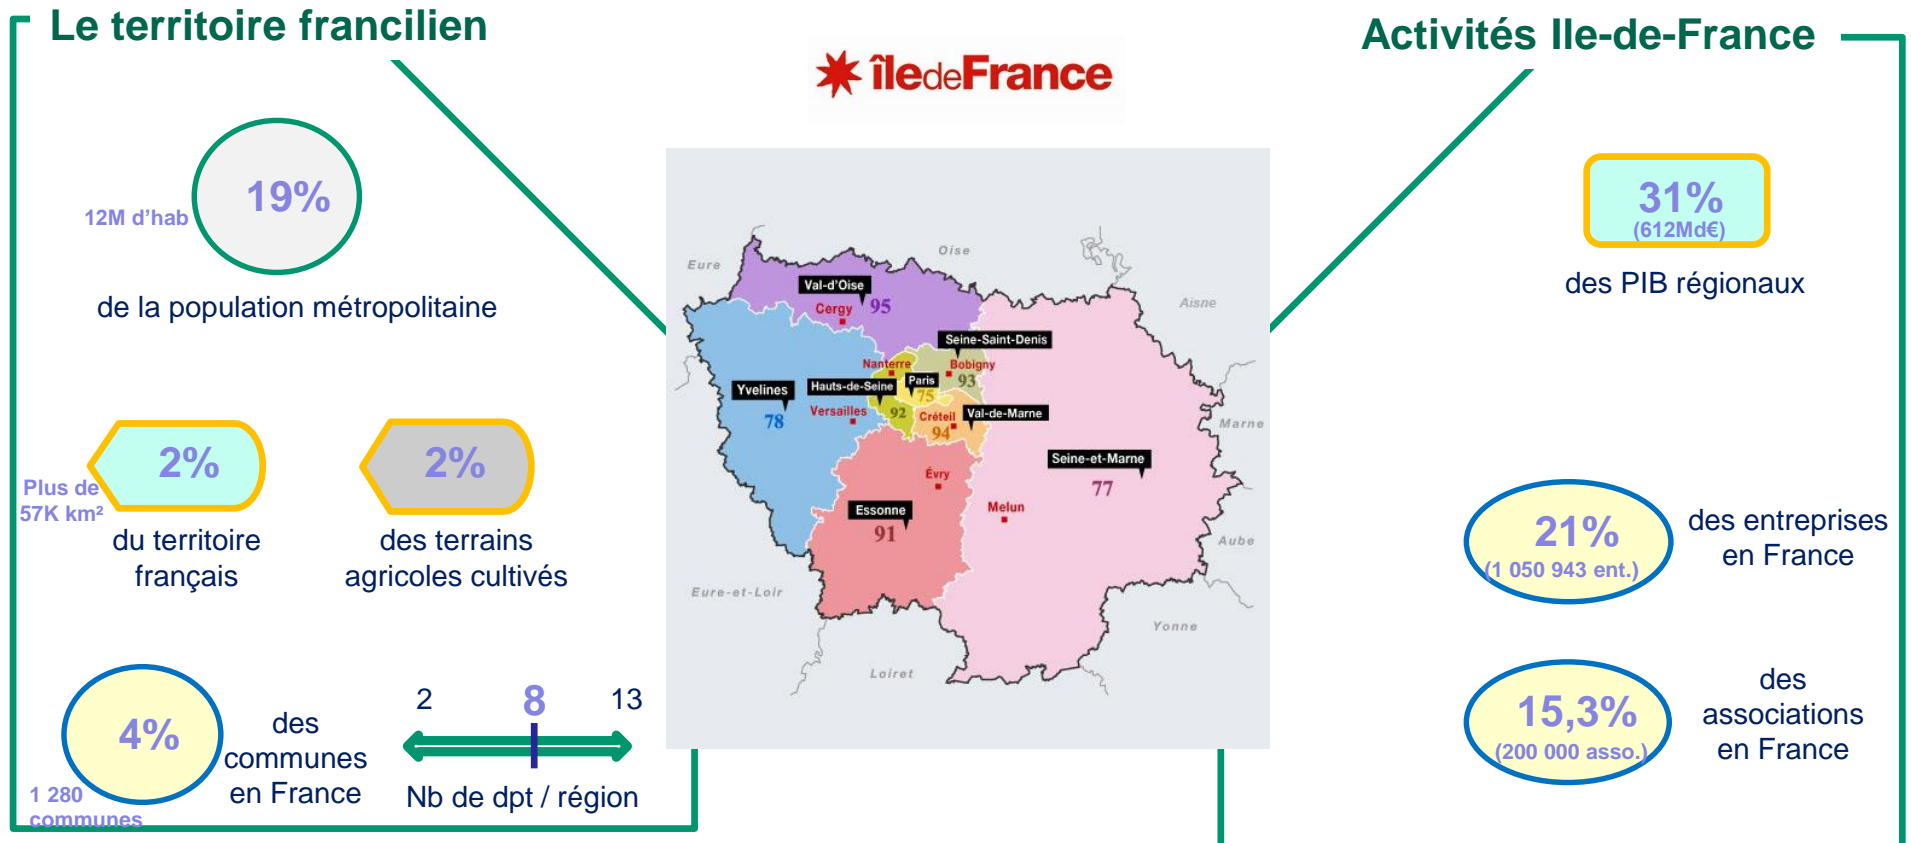 Le territoire francilien
12M d'hab
19%
de la population métropolitaine
Plus de
57K km²
2%
du territoire
français
2%
des terrains
agricoles cultivés
4%
1 280
communes
des
communes
en France
2
8
13
Nb de dpt / région
îledeFrance
Eure
Oise
Aisne
Val-d'Oise
Cergy
95
Seine-Saint-Denis
Nanterre
Bobigny
93
Yvelines
78
Hauts-de-Seine
Paris
75
Versailles
92
Créteil
94
Val-de-Marne
Marne
Seine-et-Marne
77
Évry
Melun
Essonne
91
Aube
Eure-et-Loir
Yonne
Loiret
Activités Ile-de-France
31%
(612Md€)
des PIB régionaux
21%
(1 050 943 ent.)
des entreprises
en France
15,3%
(200 000 asso.)
des
associations
en France